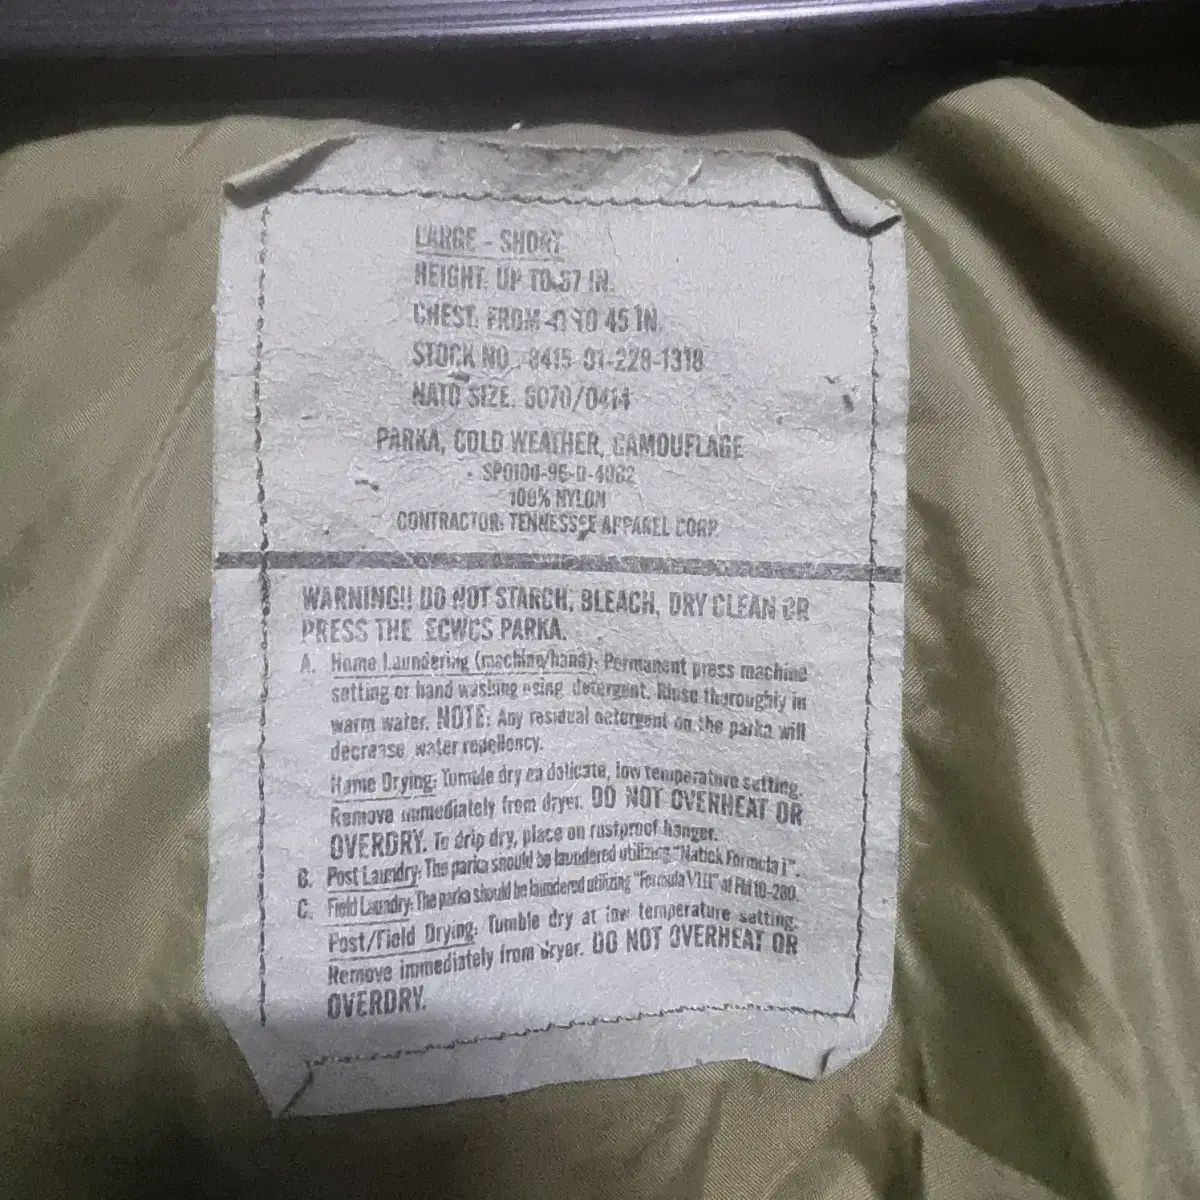 LARGE - SHORT
HEIGHT. UP TO 67 IN.
CHEST. FROM TO 45 IN.
STOCK NO. 8415-01-228-1318
NATO SIZE. 6070/0414
PARKA, COLD WEATHER, CAMOUFLAGE
SP0100-96-D-4082
100% NYLON
CONTRACTOR: TENNESSEE APPAREL CORP.
WARNING!! DO NOT STARCH, BLEACH, DRY CLEAN OR
PRESS THE ECWCS PARKA.
A. Home Laundering (machine/hand): Permanent press machine
setting or hand washing using detergent. Rinse thoroughly in
warm water. NOTE: Any residual detergent on the parka will
decrease water repellency.
Home Drying: Tumble dry on delicate, low temperature setting.
Remove immediately from dryer. DO NOT OVERHEAT OR
OVERDRY. To drip dry, place on rustproof hanger.
B. Post Laundry: The parka should be laundered utilizing "Natick Formula I".
C. Field Laundry: The parka should be laundered utilizing "Formula VIII" of FM 10-280.
Post/Field Drying: Tumble dry at low temperature setting.
Remove immediately from dryer. DO NOT OVERHEAT OR
OVERDRY.